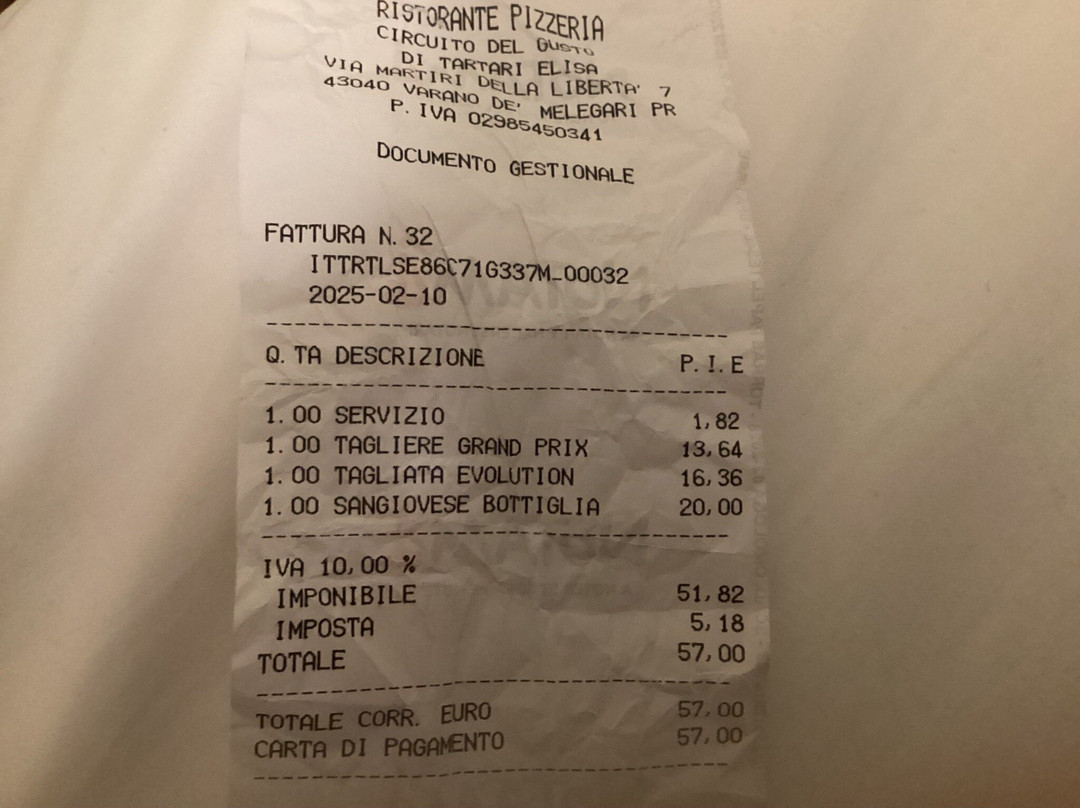 RISTORANTE PIZZERIA
CIRCUITO DEL GUSTO
DI TARTARI ELISA
VIA MARTIRI DELLA LIBERTA' 7
43040 VARANO DE' MELEGARI PR
P. IVA 02985450341
DOCUMENTO GESTIONALE
FATTURA N. 32
ITTRTLSE86C71G337M_00032
2025-02-10
Q. TA DESCRIZIONE P. I. E
1. 00 SERVIZIO 1,82
1. 00 TAGLIERE GRAND PRIX 13,64
1. 00 TAGLIATA EVOLUTION 16,36
1. 00 SANGIOVESE BOTTIGLIA 20,00
IVA 10,00 %
IMPONIBILE 51,82
IMPOSTA 5,18
TOTALE 57,00
TOTALE CORR. EURO 57,00
CARTA DI PAGAMENTO 57,00